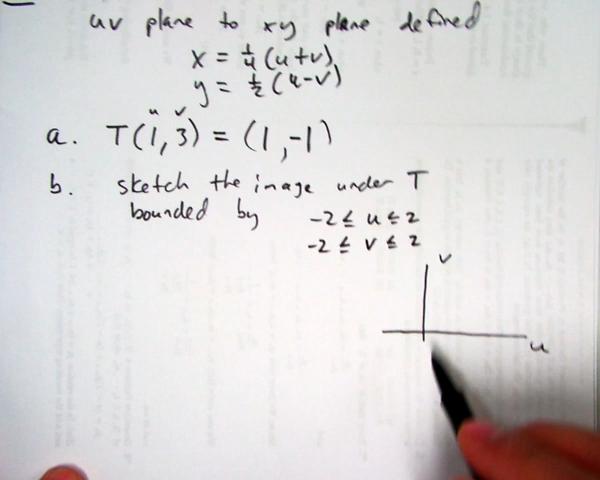 uv plane to xy plane defined
x = 1/4 (u+v)
y = 1/2 (u-v)
u v
a. T(1, 3) = (1, -1)
b. sketch the image under T
bounded by -2 ≤ u ≤ 2
-2 ≤ v ≤ 2
v
u